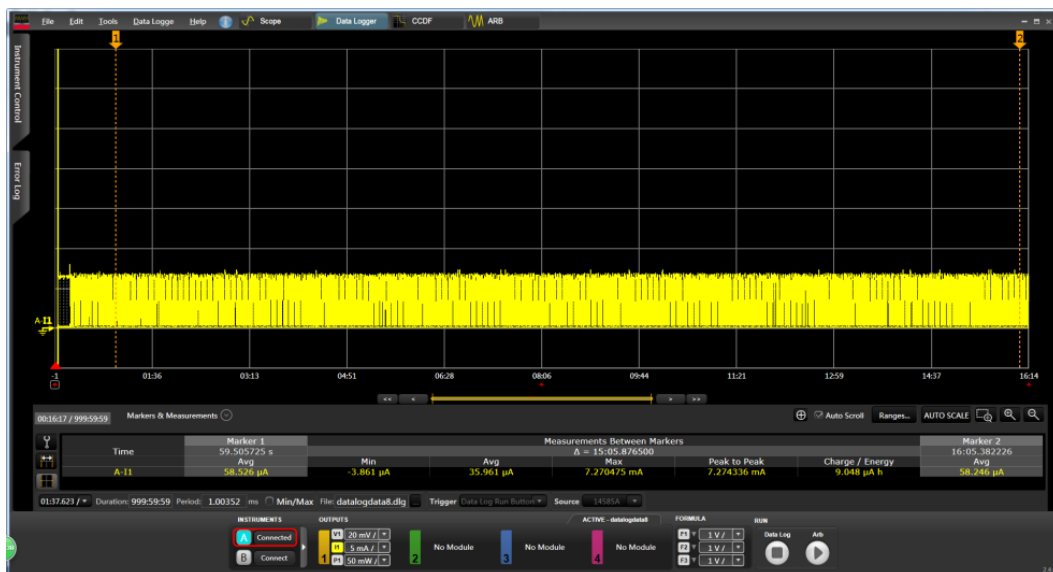 File Edit Tools Data Logge Help Scope Data Logger CCDF ARB
1 2
Instrument Control
Error Log
A-I1
-1 01:36 03:13 04:51 06:28 08:06 09:44 11:21 12:59 14:37 16:14
<< < > >>
00:16:17 / 999:59:59 Markers & Measurements Auto Scroll Ranges... AUTO SCALE
Marker 1 Measurements Between Markers Marker 2
Time 59.505725 s Δ = 15:05.876500 16:05.382226
Avg Min Avg Max Peak to Peak Charge / Energy Avg
A-I1 58.526 µA -3.861 µA 35.961 µA 7.270475 mA 7.274336 mA 9.048 µA h 58.246 µA
01:37.623 / Duration: 999:59:59 Period: 1.00352 ms Min/Max File: datalogdata8.dlg Trigger Data Log Run Button Source 14585A
INSTRUMENTS OUTPUTS ACTIVE - datalogdata8 FORMULA RUN
A Connected V1 20 mV / F1 1 V / Data Log Arb
I1 5 mA / No Module No Module No Module F2 1 V /
B Connect 1 P1 50 mW / 2 3 4 F3 1 V /